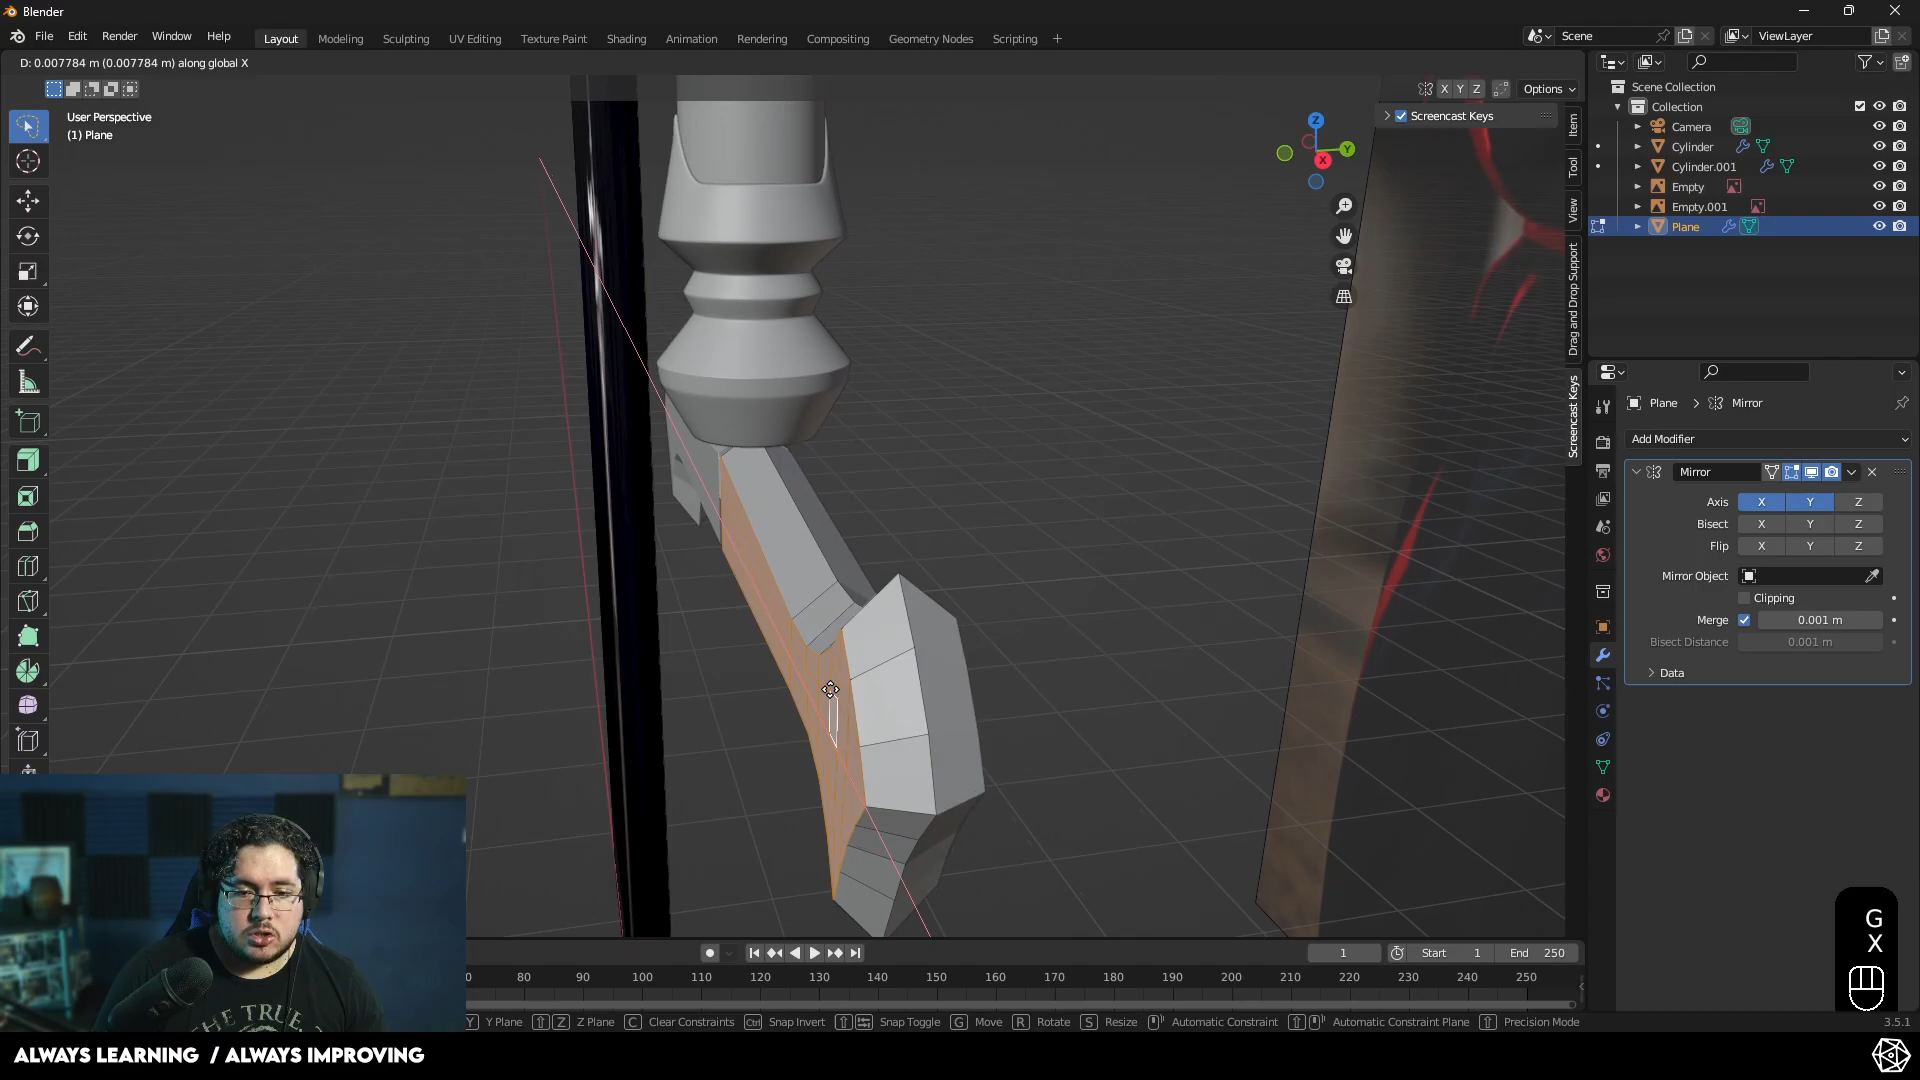 Blender
File Edit Render Window Help
Layout Modeling Sculpting UV Editing Texture Paint Shading Animation Rendering Compositing Geometry Nodes Scripting +
Scene
ViewLayer
D: 0.007784 m (0.007784 m) along global X
X Y Z Options
User Perspective
(1) Plane
Screencast Keys
Z
Y
X
Item
Tool
View
Drag and Drop Support
Screencast Keys
Scene Collection
Collection
Camera
Cylinder
Cylinder.001
Empty
Empty.001
Plane
Plane > Mirror
Add Modifier
Mirror
Axis X Y Z
Bisect X Y Z
Flip X Y Z
Mirror Object
Clipping
Merge 0.001 m
Bisect Distance 0.001 m
Data
G
X
1 Start 1 End 250
80 90 100 110 120 130 140 150 160 170 180 190 200 210 220 230 240 250
Y Y Plane Z Z Plane C Clear Constraints Ctrl Snap Invert Snap Toggle G Move R Rotate S Resize Automatic Constraint Automatic Constraint Plane Precision Mode
3.5.1
THE TRUE
ALWAYS LEARNING / ALWAYS IMPROVING